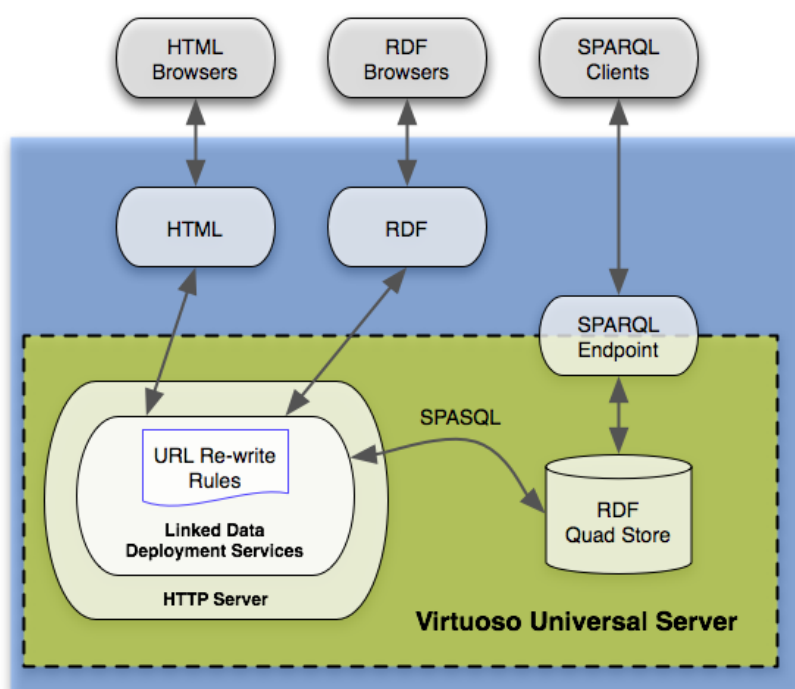 HTML
Browsers
RDF
Browsers
SPARQL
Clients
HTML
RDF
SPARQL
Endpoint
SPASQL
URL Re-write
Rules
Linked Data
Deployment Services
HTTP Server
RDF
Quad Store
Virtuoso Universal Server